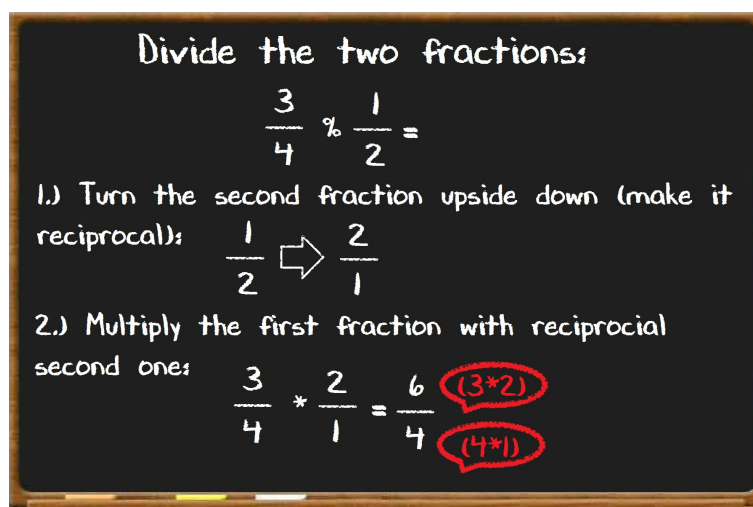 Divide the two fractions:
3/4 % 1/2 =
1.) Turn the second fraction upside down (make it
reciprocal): 1/2 ⇨ 2/1
2.) Multiply the first fraction with reciprocial
second one: 3/4 * 2/1 = 6/4 (3*2) (4*1)